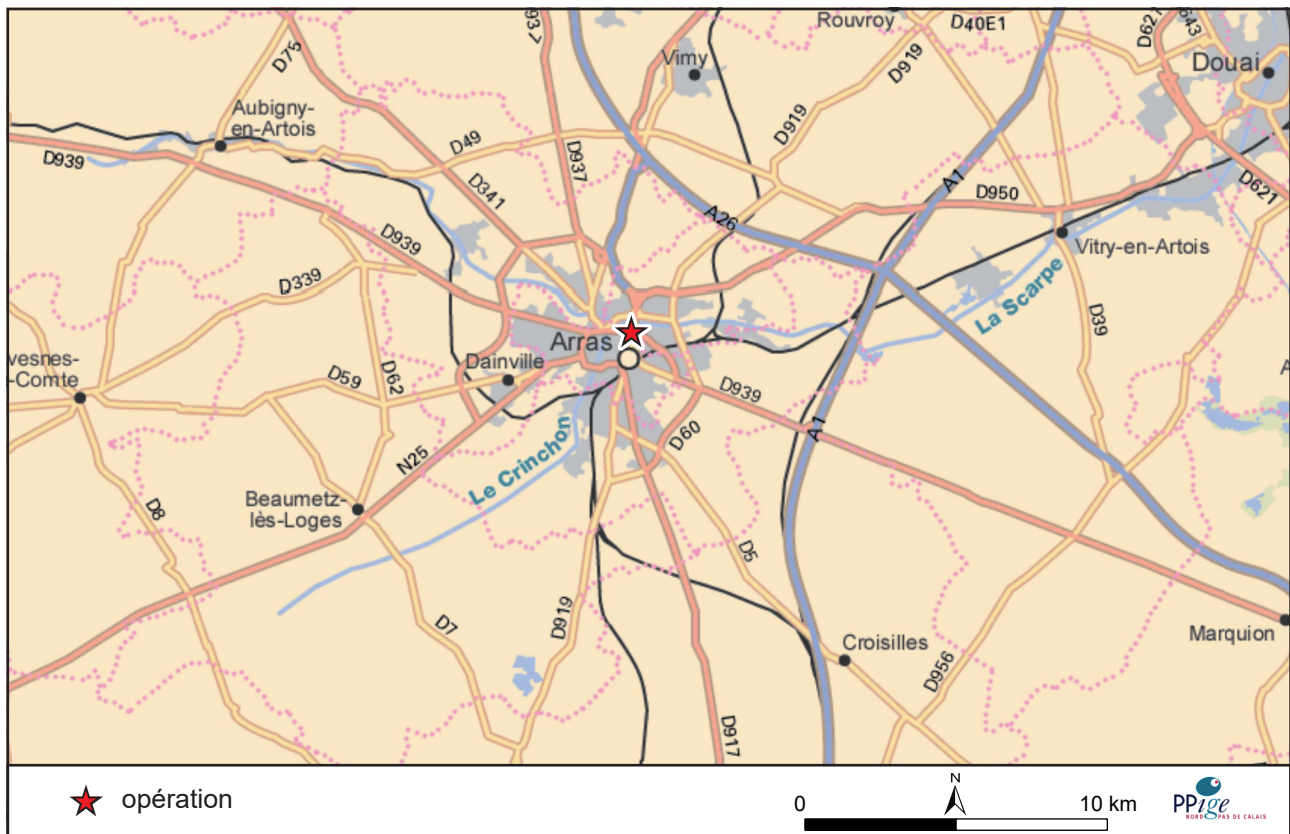 Rouvroy
D40E1
D621
D643
D937
D75
Vimy
D919
Douai
Aubigny-
en-Artois
D49
D919
D939
D937
D341
A1
D950
D621
A26
D939
Vitry-en-Artois
D339
La Scarpe
D39
Arras
vesnes-
-Comte
Dainville
D59
D62
D939
A
D60
A1
N25
Le Crinchon
Beaumetz-
lès-Loges
D8
D5
D919
D7
Croisilles
Marquion
D956
D917
opération
0
N
10 km
PPige
NORD PAS DE CALAIS